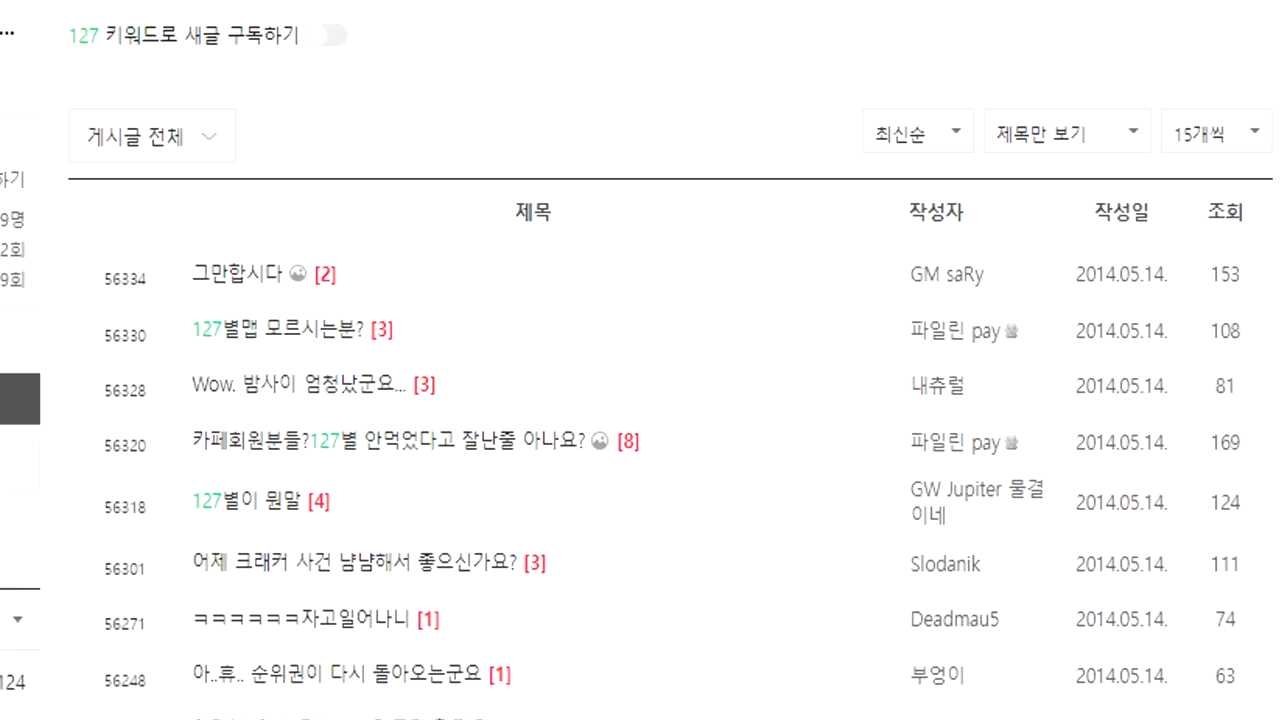 ...
127 키워드로 새글 구독하기
게시글 전체
최신순 제목만 보기 15개씩
하기
9명
2회
9회
제목 작성자 작성일 조회
56334 그만합시다 [2] GM saRy 2014.05.14. 153
56330 127별맵 모르시는분? [3] 파일린 pay 2014.05.14. 108
56328 Wow. 밤사이 엄청났군요... [3] 내츄럴 2014.05.14. 81
56320 카페회원분들?127별 안먹었다고 잘난줄 아나요? [8] 파일린 pay 2014.05.14. 169
56318 127별이 뭔말 [4] GW Jupiter 물결이네 2014.05.14. 124
56301 어제 크래커 사건 냠냠해서 좋으신가요? [3] Slodanik 2014.05.14. 111
56271 ㅋㅋㅋㅋㅋㅋ자고일어나니 [1] Deadmau5 2014.05.14. 74
124
56248 아..휴.. 순위권이 다시 돌아오는군요 [1] 부엉이 2014.05.14. 63